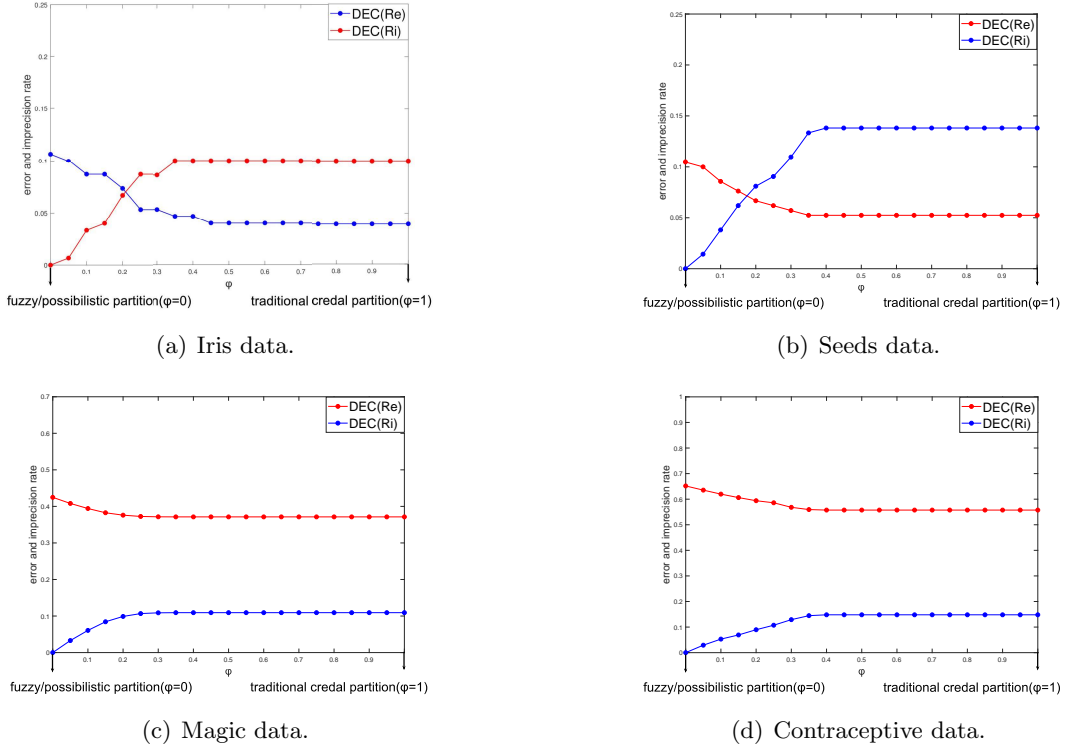 0.25
DEC(Re)
DEC(Ri)
0.2
0.15
error and imprecision rate
0.1
0.05
0
0.1 0.2 0.3 0.4 0.5 0.6 0.7 0.8 0.9
φ
fuzzy/possibilistic partition(φ=0) traditional credal partition(φ=1)
(a) Iris data.
0.25
DEC(Re)
DEC(Ri)
0.2
0.15
error and imprecision rate
0.1
0.05
0
0.1 0.2 0.3 0.4 0.5 0.6 0.7 0.8 0.9
φ
fuzzy/possibilistic partition(φ=0) traditional credal partition(φ=1)
(b) Seeds data.
0.7
DEC(Re)
DEC(Ri)
0.6
0.5
0.4
error and imprecision rate
0.3
0.2
0.1
0
0.1 0.2 0.3 0.4 0.5 0.6 0.7 0.8 0.9
φ
fuzzy/possibilistic partition(φ=0) traditional credal partition(φ=1)
(c) Magic data.
1
DEC(Re)
DEC(Ri)
0.9
0.8
0.7
0.6
0.5
error and imprecision rate
0.4
0.3
0.2
0.1
0
0.1 0.2 0.3 0.4 0.5 0.6 0.7 0.8 0.9
φ
fuzzy/possibilistic partition(φ=0) traditional credal partition(φ=1)
(d) Contraceptive data.